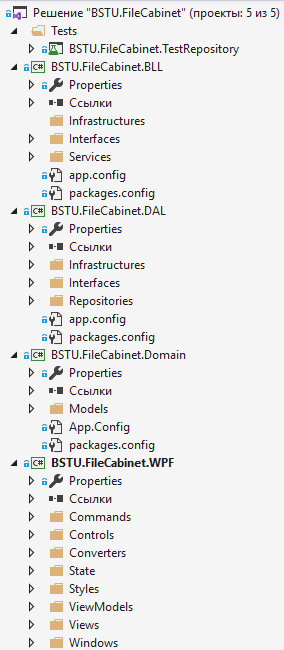 Решение "BSTU.FileCabinet" (проекты: 5 из 5)
Tests
BSTU.FileCabinet.TestRepository
C# BSTU.FileCabinet.BLL
Properties
Ссылки
Infrastructures
Interfaces
Services
app.config
packages.config
C# BSTU.FileCabinet.DAL
Properties
Ссылки
Infrastructures
Interfaces
Repositories
app.config
packages.config
C# BSTU.FileCabinet.Domain
Properties
Ссылки
Models
App.Config
packages.config
C# BSTU.FileCabinet.WPF
Properties
Ссылки
Commands
Controls
Converters
State
Styles
ViewModels
Views
Windows